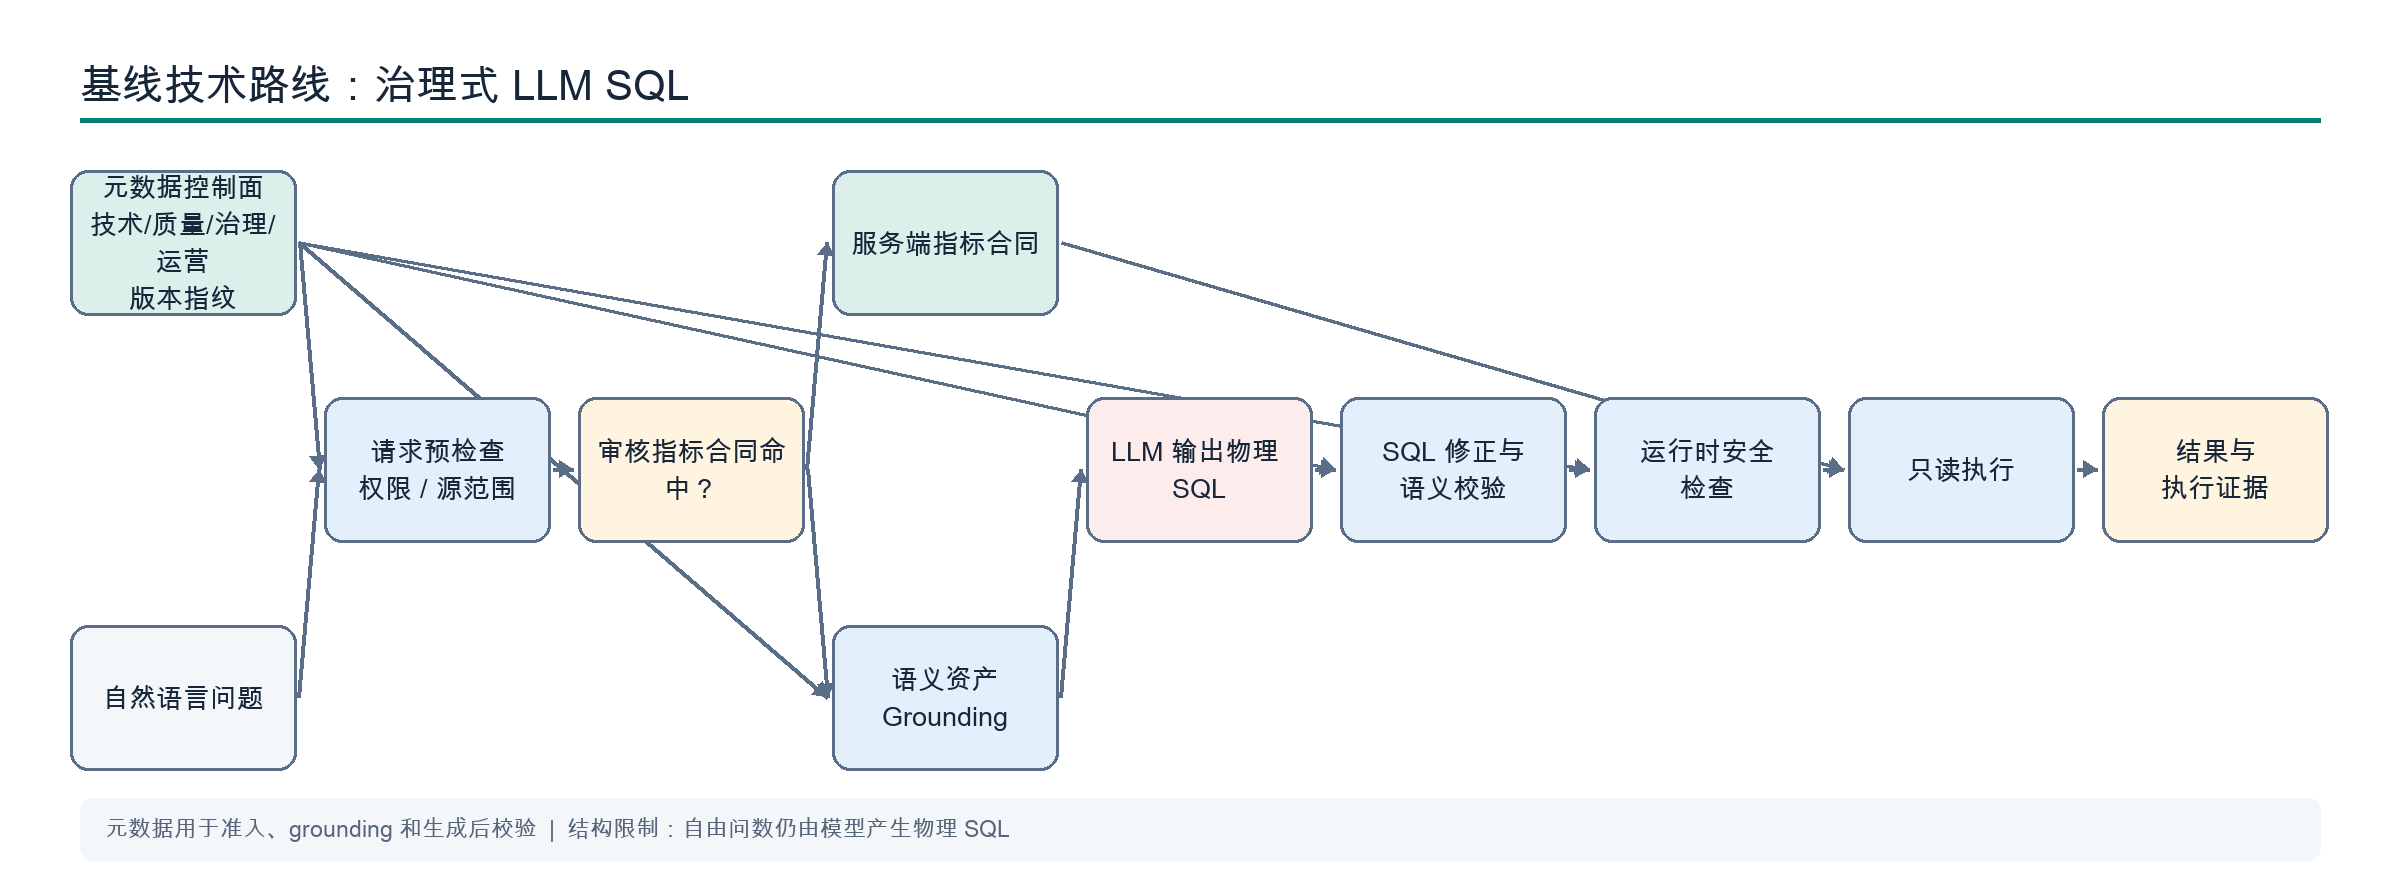 基线技术路线：治理式 LLM SQL
元数据控制面
技术/质量/治理/
运营
版本指纹
服务端指标合同
请求预检查
权限 / 源范围
审核指标合同命
中？
LLM 输出物理
SQL
SQL 修正与
语义校验
运行时安全
检查
只读执行
结果与
执行证据
自然语言问题
语义资产
Grounding
元数据用于准入、grounding 和生成后校验 | 结构限制：自由问数仍由模型产生物理 SQL